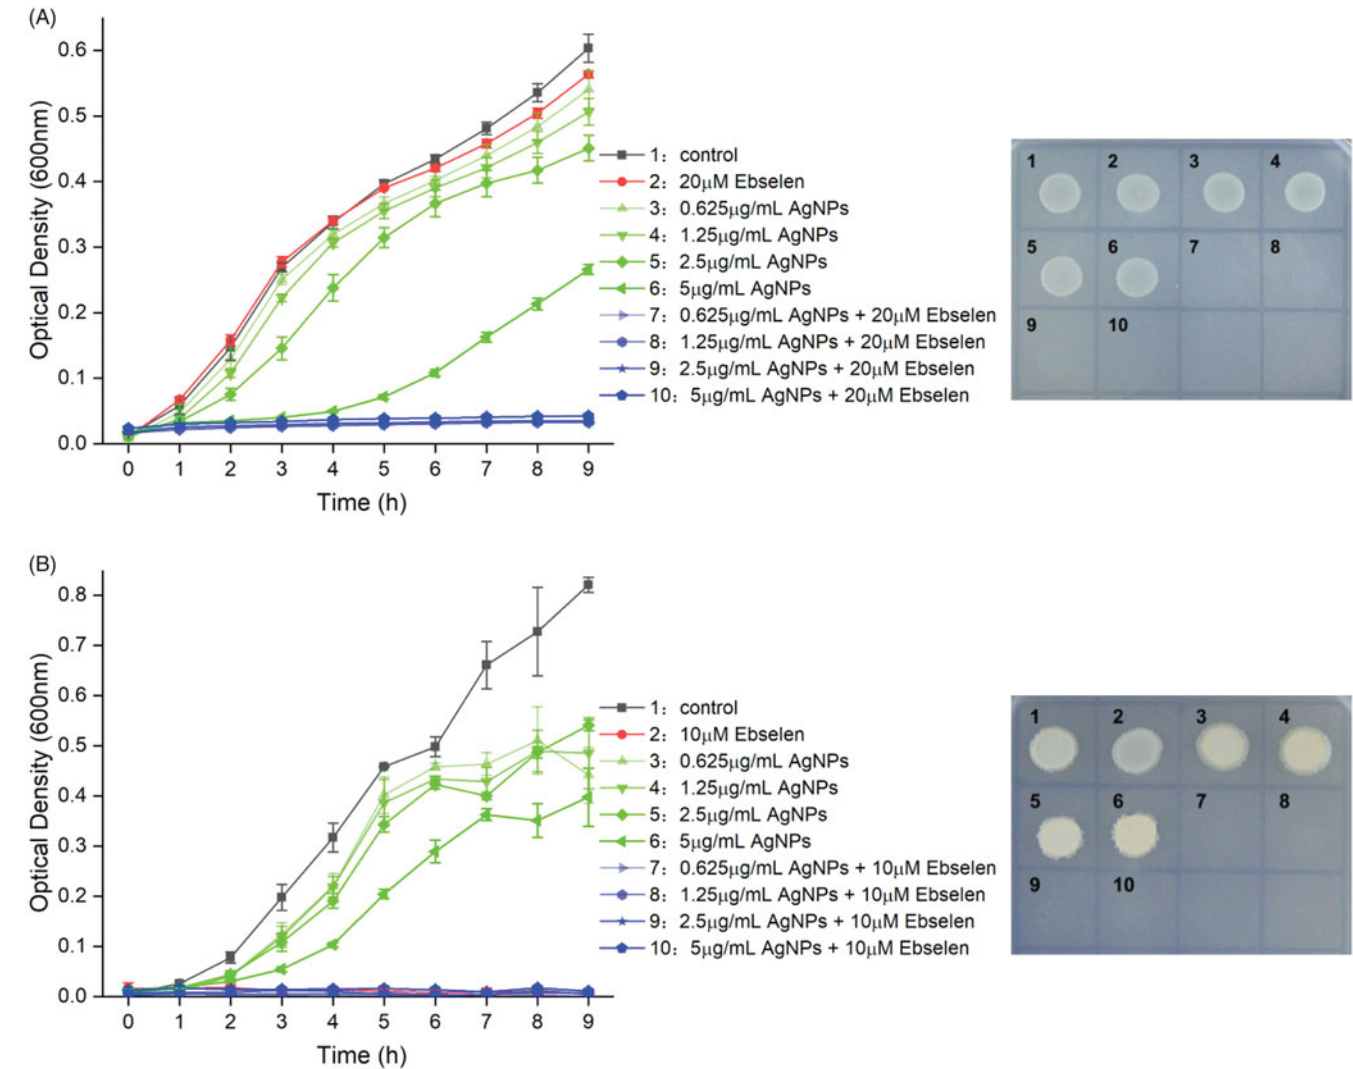 (A)
Optical Density (600nm)
0.6
0.5
0.4
0.3
0.2
0.1
0.0
0 1 2 3 4 5 6 7 8 9
Time (h)
1: control
2: 20μM Ebselen
3: 0.625μg/mL AgNPs
4: 1.25μg/mL AgNPs
5: 2.5μg/mL AgNPs
6: 5μg/mL AgNPs
7: 0.625μg/mL AgNPs + 20μM Ebselen
8: 1.25μg/mL AgNPs + 20μM Ebselen
9: 2.5μg/mL AgNPs + 20μM Ebselen
10: 5μg/mL AgNPs + 20μM Ebselen
1 2 3 4
5 6 7 8
9 10
(B)
Optical Density (600nm)
0.8
0.7
0.6
0.5
0.4
0.3
0.2
0.1
0.0
0 1 2 3 4 5 6 7 8 9
Time (h)
1: control
2: 10μM Ebselen
3: 0.625μg/mL AgNPs
4: 1.25μg/mL AgNPs
5: 2.5μg/mL AgNPs
6: 5μg/mL AgNPs
7: 0.625μg/mL AgNPs + 10μM Ebselen
8: 1.25μg/mL AgNPs + 10μM Ebselen
9: 2.5μg/mL AgNPs + 10μM Ebselen
10: 5μg/mL AgNPs + 10μM Ebselen
1 2 3 4
5 6 7 8
9 10